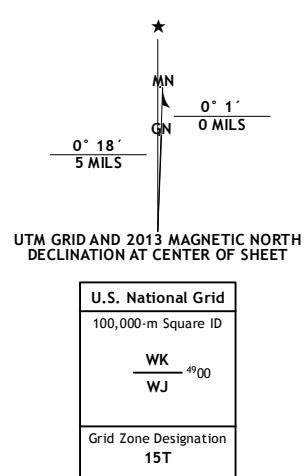 ★
MN
GN
0° 1´
0 MILS
0° 18´
5 MILS
UTM GRID AND 2013 MAGNETIC NORTH
DECLINATION AT CENTER OF SHEET
U.S. National Grid
100,000-m Square ID
WK
4900
WJ
Grid Zone Designation
15T